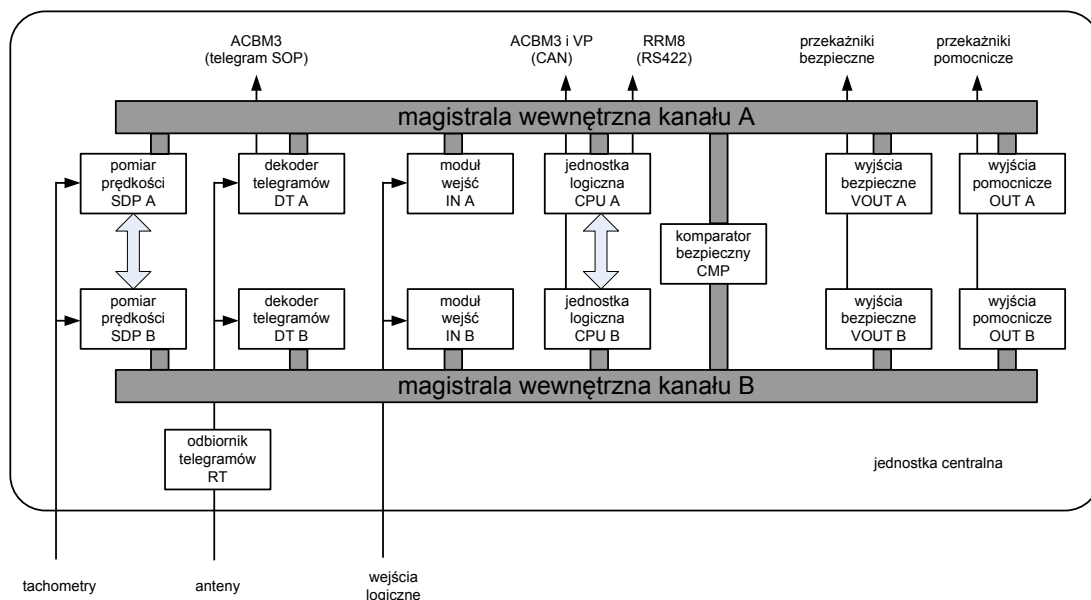 ACBM3
(telegram SOP)
ACBM3 i VP
(CAN)
RRM8
(RS422)
przekażniki
bezpieczne
przekażniki
pomocnicze
magistrala wewnętrzna kanału A
pomiar
prędkości
SDP A
dekoder
telegramów
DT A
moduł
wejść
IN A
jednostka
logiczna
CPU A
komparator
bezpieczny
CMP
wyjścia
bezpieczne
VOUT A
wyjścia
pomocnicze
OUT A
pomiar
prędkości
SDP B
dekoder
telegramów
DT B
moduł
wejść
IN B
jednostka
logiczna
CPU B
wyjścia
bezpieczne
VOUT B
wyjścia
pomocnicze
OUT B
magistrala wewnętrzna kanału B
odbiornik
telegramów
RT
jednostka centralna
tachometry
anteny
wejścia
logiczne